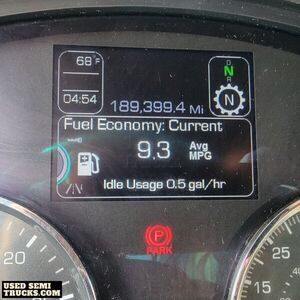 68°F
D
N
R
N
04:54
189,399.4 Mi
Fuel Economy: Current
9.3 Avg MPG
Idle Usage 0.5 gal/hr
P
PARK
20
25
15
USED SEMI
TRUCKS.COM